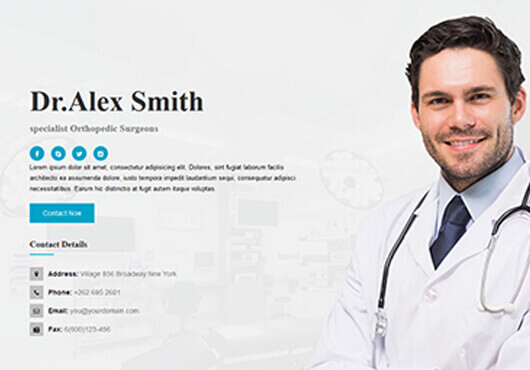 Dr.Alex Smith
specialist Orthopedic Surgeons
Lorem ipsum dolor sit amet, consectetur adipisicing elit. Dolores, sint fugiat laborum facilis
architecto ea assumenda dolore, iusto tempora impedit laudantium sequi, consequatur adipisci
necessitatibus. Earum hic distinctio at fugit autem itaque voluptas.
Contact Now
Contact Details
Address: Village 856 Broadway New York
Phone: +262 695 2601
Email: you@yourdomain.com
Fax: 6(600)123-456